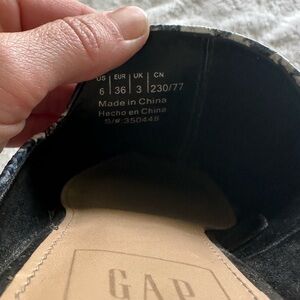 US | EUR | UK | CN
6 | 36 | 3 | 230/77
Made in China
Hecho en China
S/#:350448
GAP